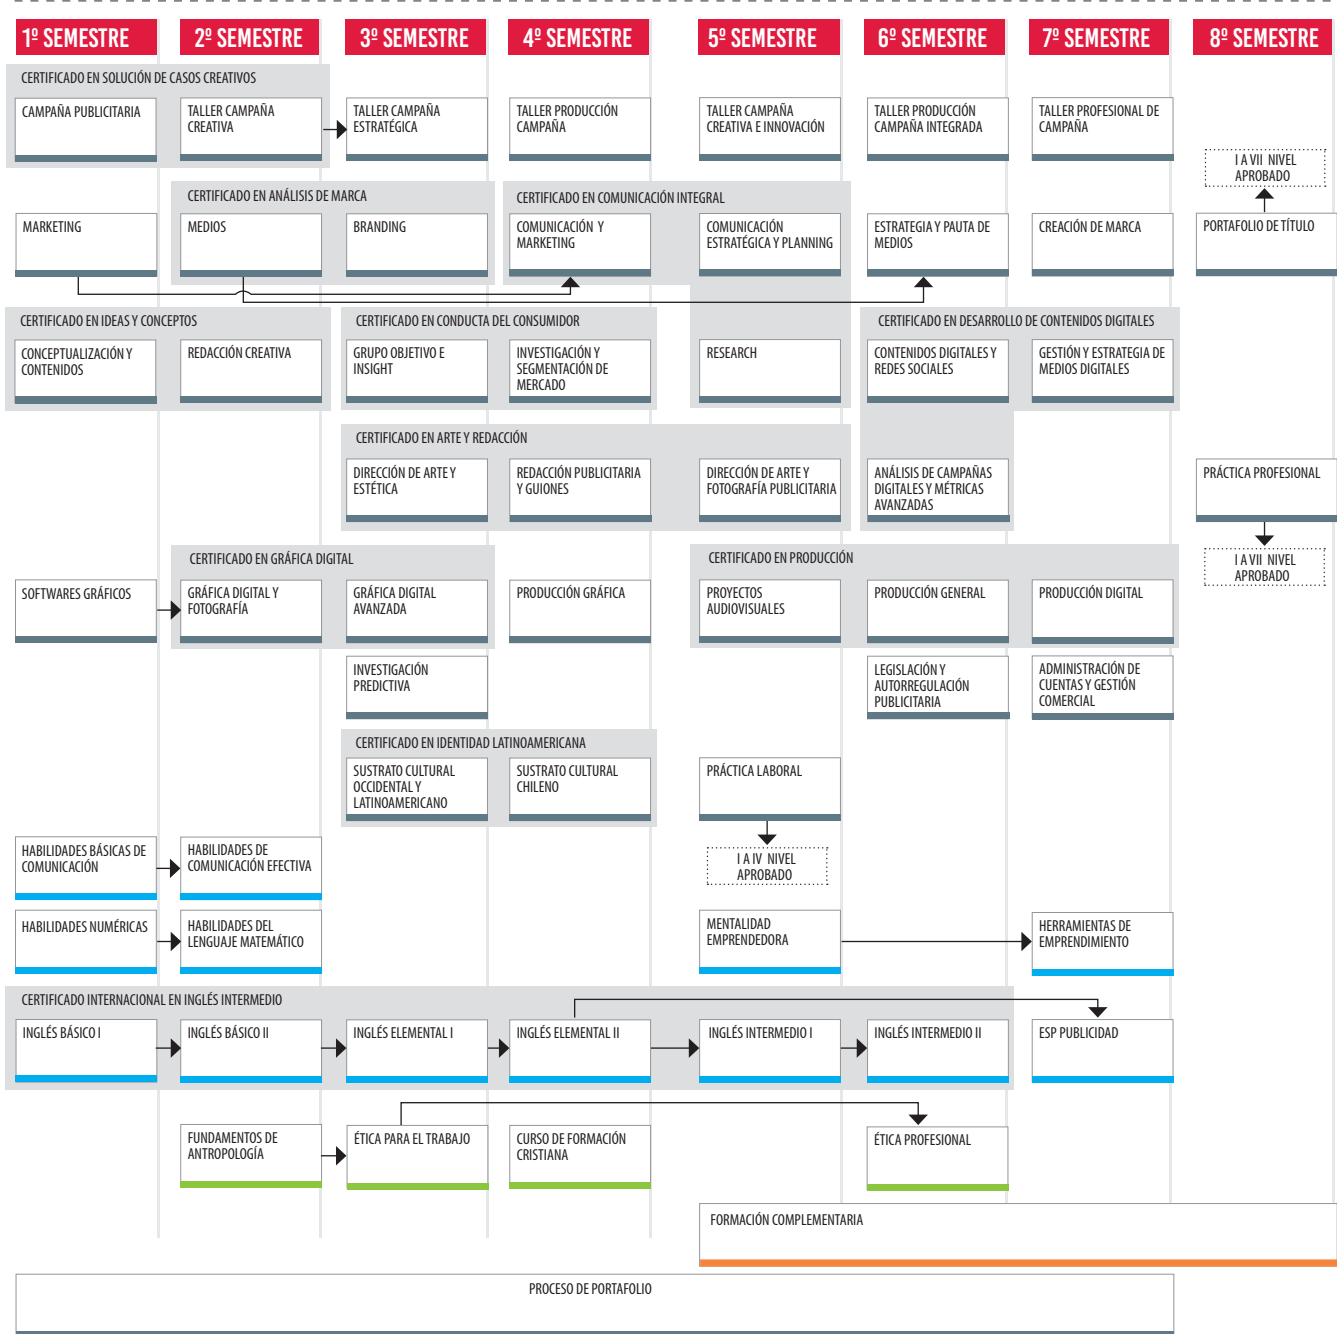 1º SEMESTRE
2º SEMESTRE
3º SEMESTRE
4º SEMESTRE
5º SEMESTRE
6º SEMESTRE
7º SEMESTRE
8º SEMESTRE
CERTIFICADO EN SOLUCIÓN DE CASOS CREATIVOS
CAMPAÑA PUBLICITARIA
TALLER CAMPAÑA
CREATIVA
TALLER CAMPAÑA
ESTRATÉGICA
TALLER PRODUCCIÓN
CAMPAÑA
TALLER CAMPAÑA
CREATIVA E INNOVACIÓN
TALLER PRODUCCIÓN
CAMPAÑA INTEGRADA
TALLER PROFESIONAL DE
CAMPAÑA
I A VII NIVEL
APROBADO
CERTIFICADO EN ANÁLISIS DE MARCA
CERTIFICADO EN COMUNICACIÓN INTEGRAL
MARKETING
MEDIOS
BRANDING
COMUNICACIÓN Y
MARKETING
COMUNICACIÓN
ESTRATÉGICA Y PLANNING
ESTRATEGIA Y PAUTA DE
MEDIOS
CREACIÓN DE MARCA
PORTAFOLIO DE TÍTULO
CERTIFICADO EN IDEAS Y CONCEPTOS
CERTIFICADO EN CONDUCTA DEL CONSUMIDOR
CERTIFICADO EN DESARROLLO DE CONTENIDOS DIGITALES
CONCEPTUALIZACIÓN Y
CONTENIDOS
REDACCIÓN CREATIVA
GRUPO OBJETIVO E
INSIGHT
INVESTIGACIÓN Y
SEGMENTACIÓN DE
MERCADO
RESEARCH
CONTENIDOS DIGITALES Y
REDES SOCIALES
GESTIÓN Y ESTRATEGIA DE
MEDIOS DIGITALES
CERTIFICADO EN ARTE Y REDACCIÓN
DIRECCIÓN DE ARTE Y
ESTÉTICA
REDACCIÓN PUBLICITARIA
Y GUIONES
DIRECCIÓN DE ARTE Y
FOTOGRAFÍA PUBLICITARIA
ANÁLISIS DE CAMPAÑAS
DIGITALES Y MÉTRICAS
AVANZADAS
PRÁCTICA PROFESIONAL
I A VII NIVEL
APROBADO
CERTIFICADO EN GRÁFICA DIGITAL
CERTIFICADO EN PRODUCCIÓN
SOFTWARES GRÁFICOS
GRÁFICA DIGITAL Y
FOTOGRAFÍA
GRÁFICA DIGITAL
AVANZADA
PRODUCCIÓN GRÁFICA
PROYECTOS
AUDIOVISUALES
PRODUCCIÓN GENERAL
PRODUCCIÓN DIGITAL
INVESTIGACIÓN
PREDICTIVA
LEGISLACIÓN Y
AUTORREGULACIÓN
PUBLICITARIA
ADMINISTRACIÓN DE
CUENTAS Y GESTIÓN
COMERCIAL
CERTIFICADO EN IDENTIDAD LATINOAMERICANA
SUSTRATO CULTURAL
OCCIDENTAL Y
LATINOAMERICANO
SUSTRATO CULTURAL
CHILENO
PRÁCTICA LABORAL
I A IV NIVEL
APROBADO
HABILIDADES BÁSICAS DE
COMUNICACIÓN
HABILIDADES DE
COMUNICACIÓN EFECTIVA
HABILIDADES NUMÉRICAS
HABILIDADES DEL
LENGUAJE MATEMÁTICO
MENTALIDAD
EMPRENDEDORA
HERRAMIENTAS DE
EMPRENDIMIENTO
CERTIFICADO INTERNACIONAL EN INGLÉS INTERMEDIO
INGLÉS BÁSICO I
INGLÉS BÁSICO II
INGLÉS ELEMENTAL I
INGLÉS ELEMENTAL II
INGLÉS INTERMEDIO I
INGLÉS INTERMEDIO II
ESP PUBLICIDAD
FUNDAMENTOS DE
ANTROPOLOGÍA
ÉTICA PARA EL TRABAJO
CURSO DE FORMACIÓN
CRISTIANA
ÉTICA PROFESIONAL
FORMACIÓN COMPLEMENTARIA
PROCESO DE PORTAFOLIO